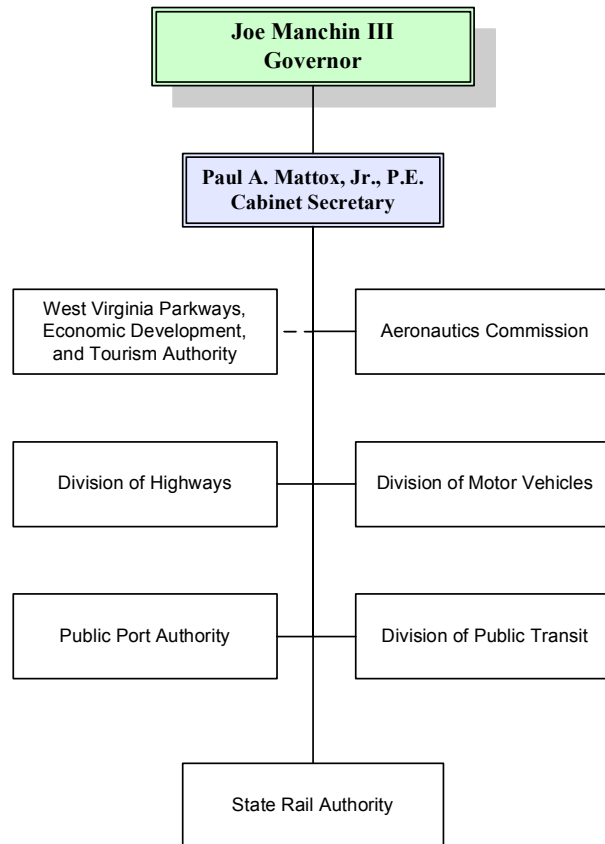 Joe Manchin III
Governor
Paul A. Mattox, Jr., P.E.
Cabinet Secretary
West Virginia Parkways,
Economic Development,
and Tourism Authority
Aeronautics Commission
Division of Highways
Division of Motor Vehicles
Public Port Authority
Division of Public Transit
State Rail Authority